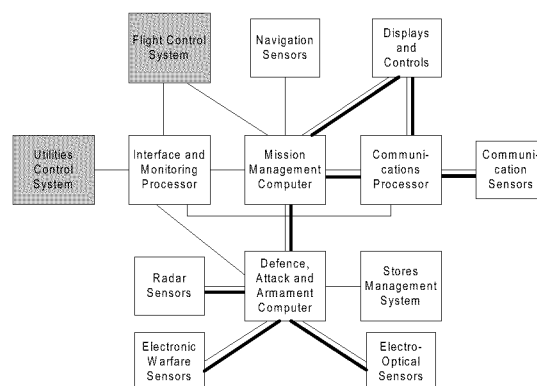 Flight Control
System
Navigation
Sensors
Displays
and
Controls
Utilities
Control
System
Interface and
Monitoring
Processor
Mission
Management
Computer
Communi-
cations
Processor
Communi-
cation
Sensors
Radar
Sensors
Defence,
Attack and
Armament
Computer
Stores
Management
System
Electronic
Warfare
Sensors
Electro-
Optical
Sensors